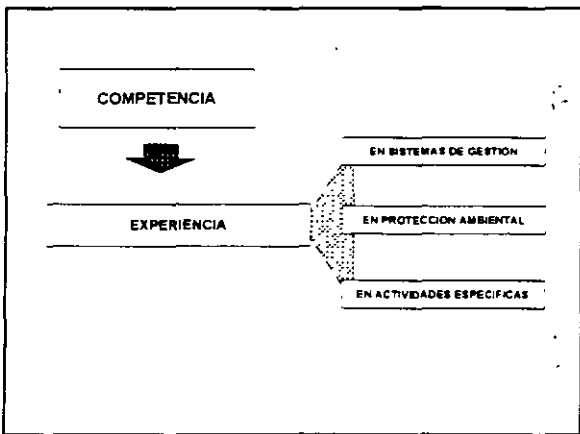 COMPETENCIA
EN SISTEMAS DE GESTION
EXPERIENCIA
EN PROTECCION AMBIENTAL
EN ACTIVIDADES ESPECIFICAS